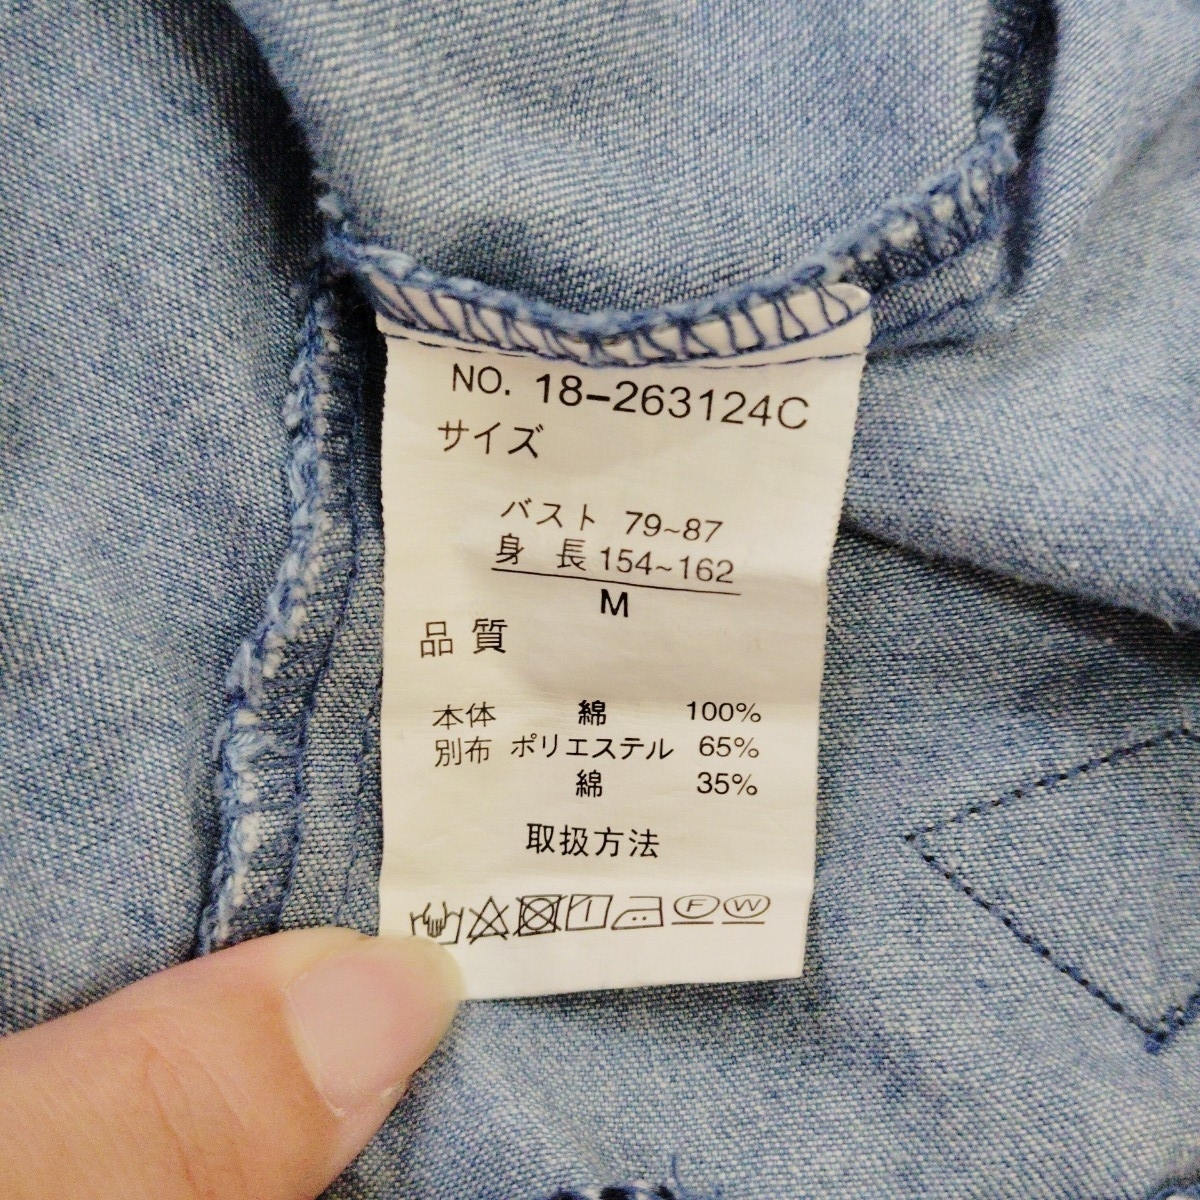 NO. 18-263124C
サイズ
バスト 79~87
身 長 154~162
M
品 質
本体 綿 100%
別布 ポリエステル 65%
綿 35%
取扱方法
F W